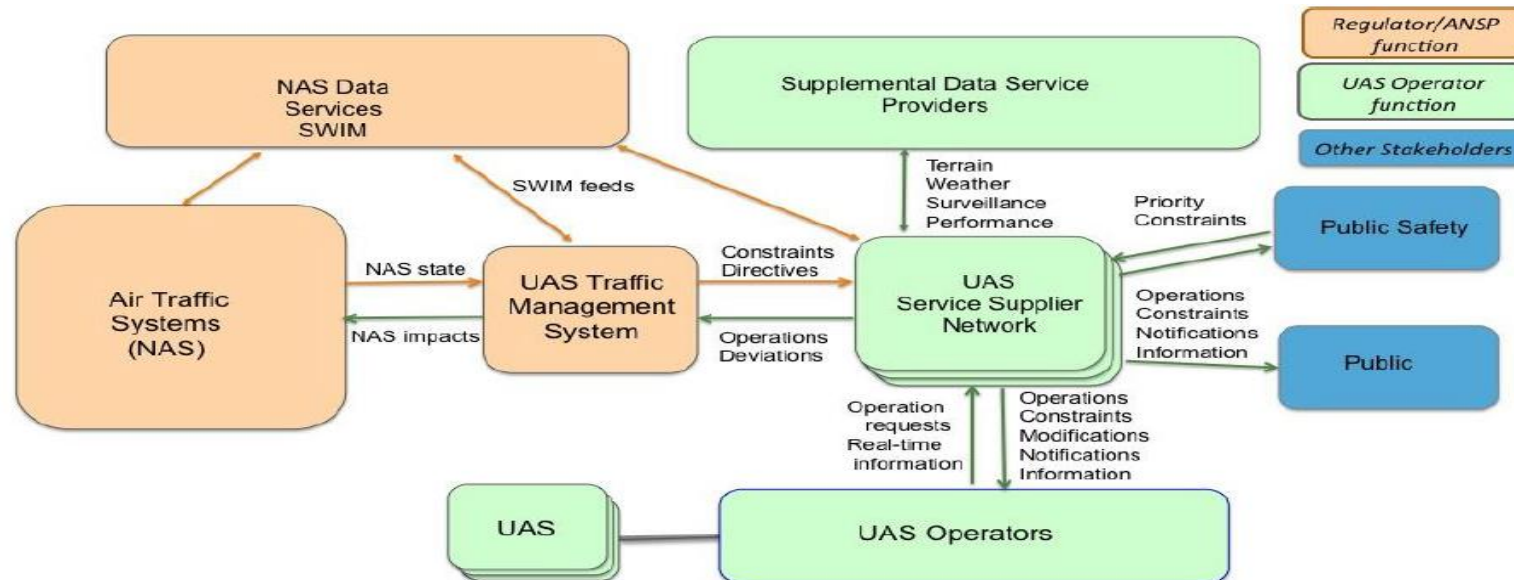 Regulator/ANSP
function
UAS Operator
function
Other Stakeholders
NAS Data
Services
SWIM
Supplemental Data Service
Providers
SWIM feeds
Terrain
Weather
Surveillance
Performance
Priority
Constraints
Public Safety
Air Traffic
Systems
(NAS)
NAS state
NAS impacts
UAS Traffic
Management
System
Constraints
Directives
Operations
Deviations
UAS
Service Supplier
Network
Operations
Constraints
Notifications
Information
Public
Operation
requests
Real-time
information
Operations
Constraints
Modifications
Notifications
Information
UAS
UAS Operators